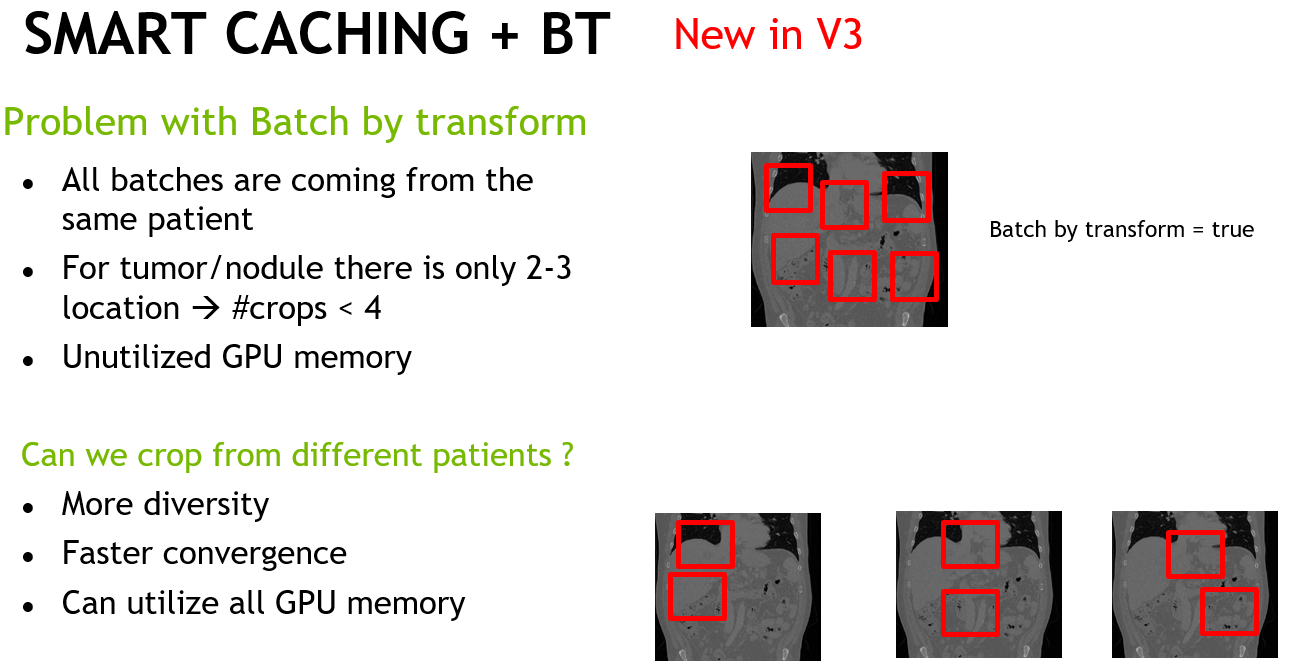 SMART CACHING + BT
New in V3
Problem with Batch by transform
• All batches are coming from the
same patient
• For tumor/nodule there is only 2-3
location → #crops < 4
• Unutilized GPU memory
Batch by transform = true
Can we crop from different patients ?
• More diversity
• Faster convergence
• Can utilize all GPU memory